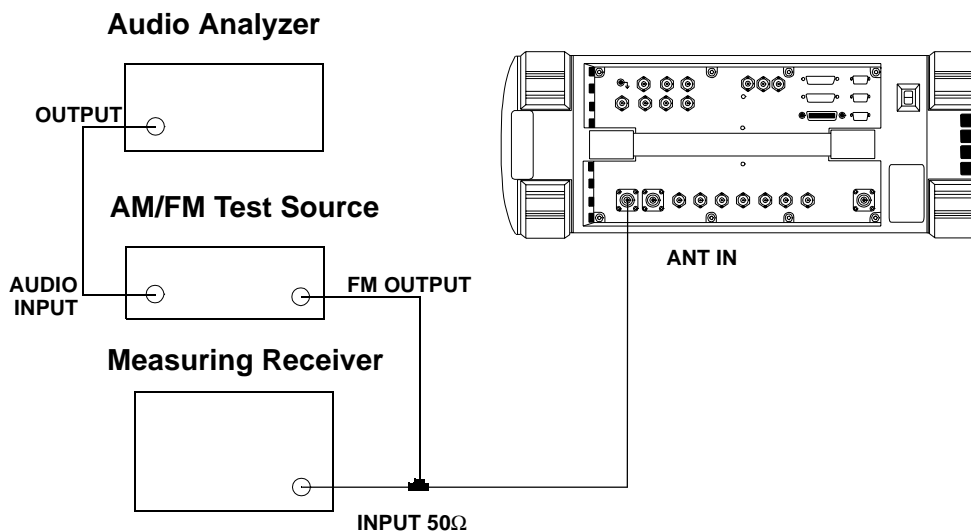 Audio Analyzer
OUTPUT
AM/FM Test Source
ANT IN
AUDIO
INPUT
FM OUTPUT
Measuring Receiver
INPUT 50Ω